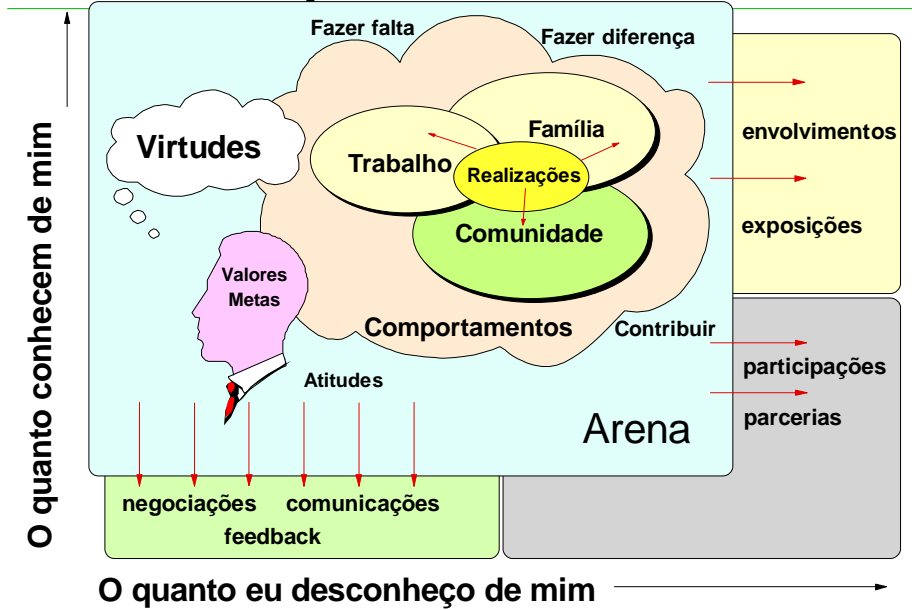 Fazer falta
Fazer diferença
Virtudes
Trabalho
Família
Realizações
Comunidade
envolvimentos
exposições
Valores
Metas
Comportamentos
Contribuir
Atitudes
Arena
participações
parcerias
negociações
comunicações
feedback
O quanto conhecem de mim
O quanto eu desconheço de mim